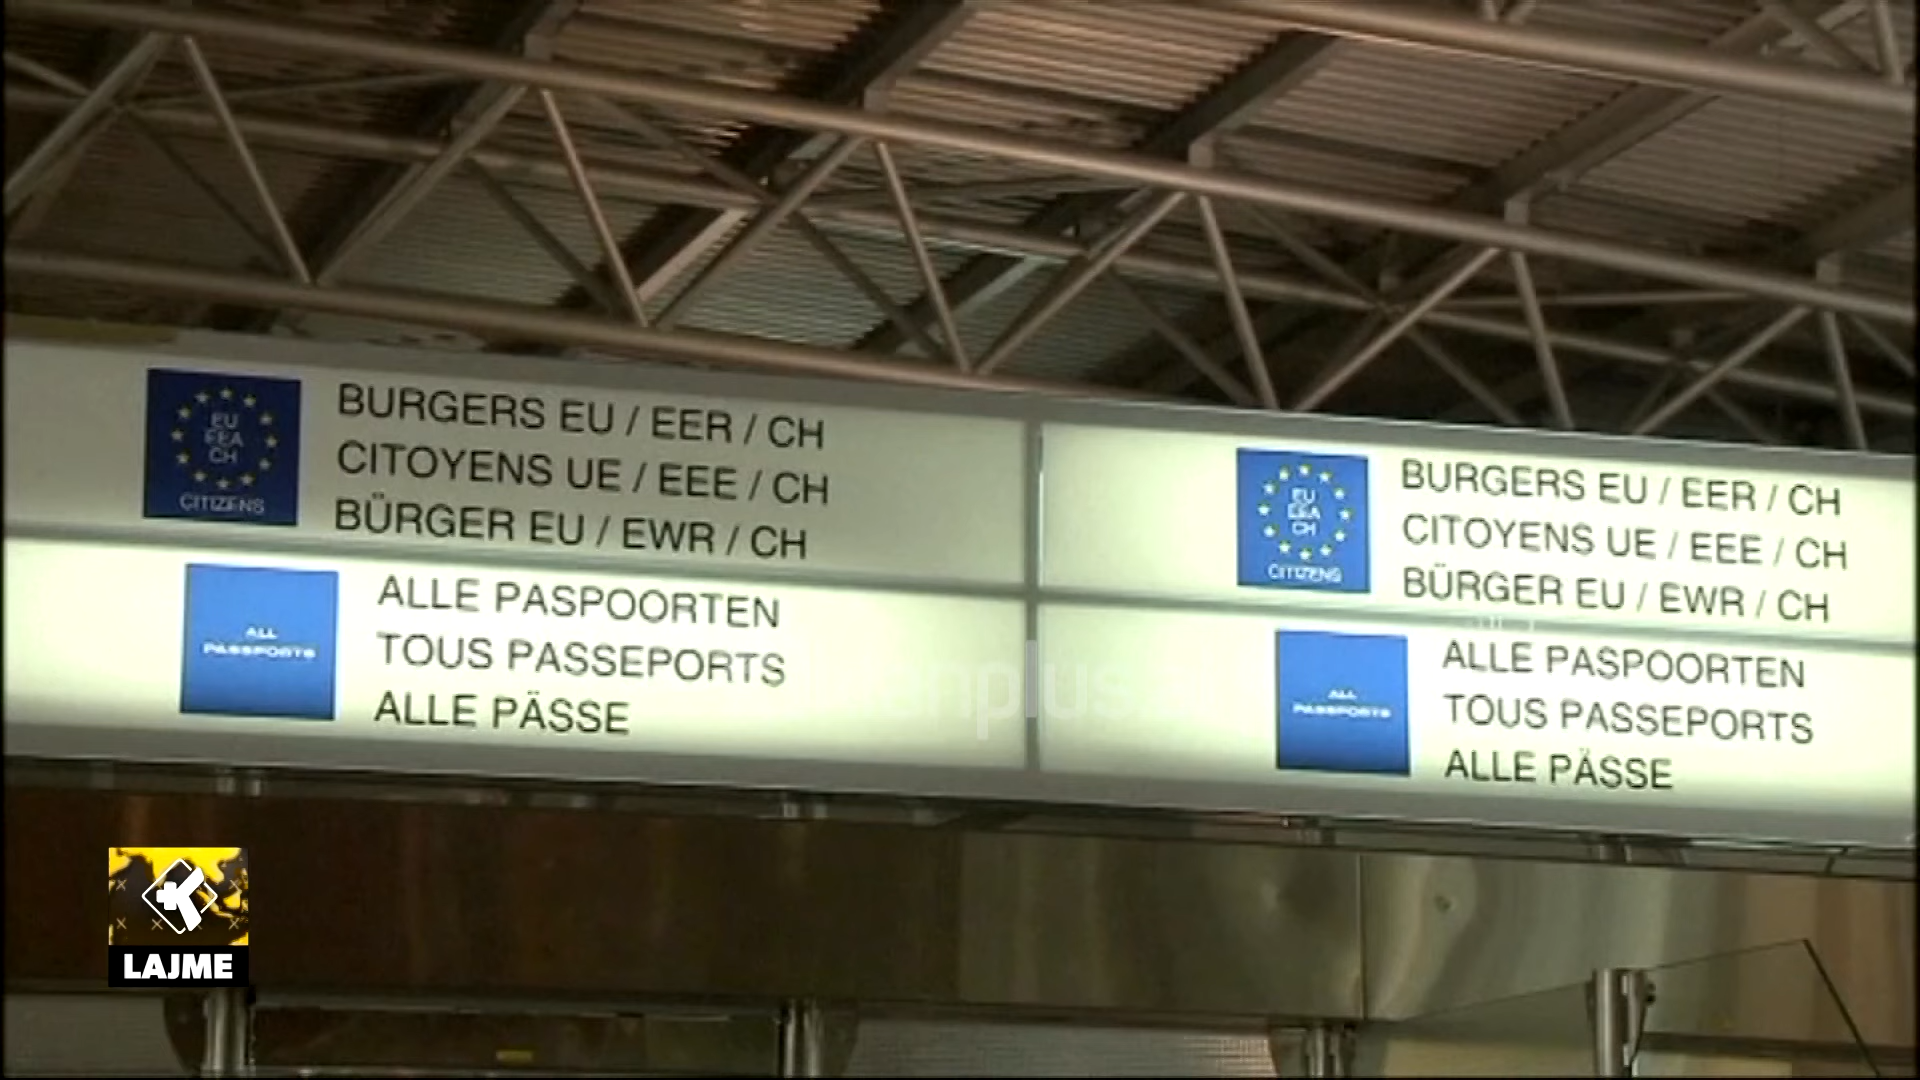 EU
EEA
CH
CITIZENS
BURGERS EU / EER / CH
CITOYENS UE / EEE / CH
BÜRGER EU / EWR / CH
ALL
PASSPORTS
ALLE PASPOORTEN
TOUS PASSEPORTS
ALLE PÄSSE
EU
EEA
CH
CITIZENS
BURGERS EU / EER / CH
CITOYENS UE / EEE / CH
BÜRGER EU / EWR / CH
ALL
PASSPORTS
ALLE PASPOORTEN
TOUS PASSEPORTS
ALLE PÄSSE
LAJME